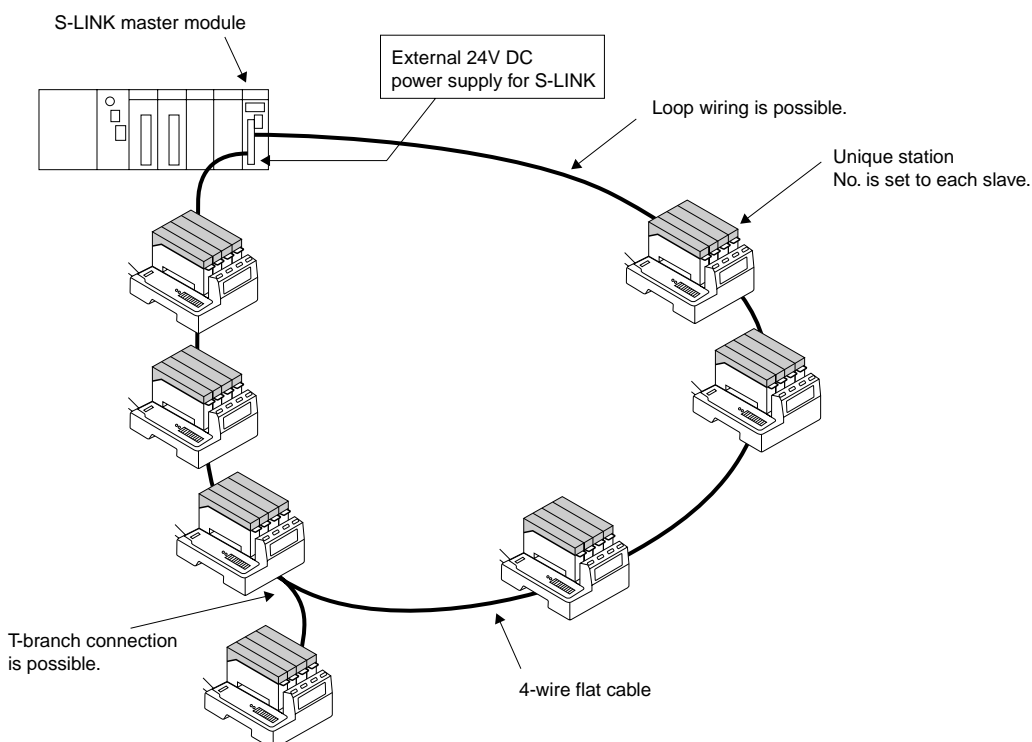 S-LINK master module
External 24V DC
power supply for S-LINK
Loop wiring is possible.
Unique station
No. is set to each slave.
T-branch connection
is possible.
4-wire flat cable